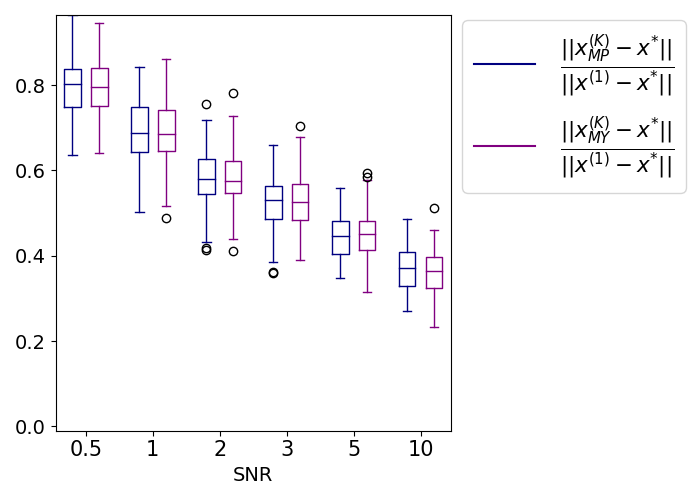 0.8
0.6
0.4
0.2
0.0
0.5 1 2 3 5 10
SNR
||x_{MP}^{(K)} − x^*||
||x^{(1)} − x^*||
||x_{MY}^{(K)} − x^*||
||x^{(1)} − x^*||